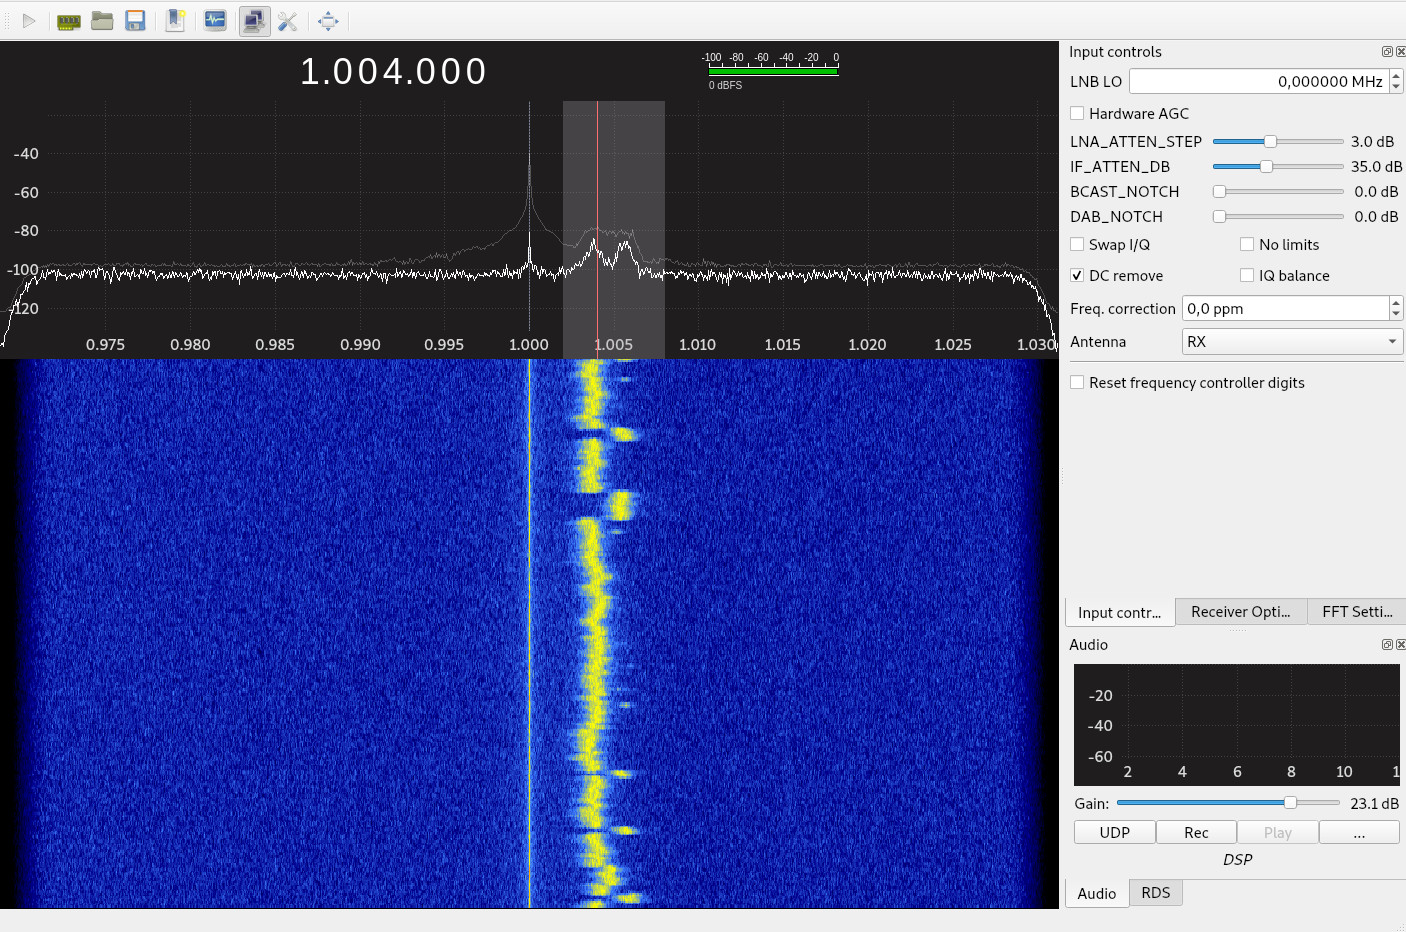 1.004.000
-100 -80 -60 -40 -20 0
0 dBFS
-40
-60
-80
-100
-120
0.975 0.980 0.985 0.990 0.995 1.000 1.005 1.010 1.015 1.020 1.025 1.030
Input controls
LNB LO 0,000000 MHz
Hardware AGC
LNA_ATTEN_STEP 3.0 dB
IF_ATTEN_DB 35.0 dB
BCAST_NOTCH 0.0 dB
DAB_NOTCH 0.0 dB
Swap I/Q No limits
DC remove IQ balance
Freq. correction 0,0 ppm
Antenna RX
Reset frequency controller digits
Input contr... Receiver Opti... FFT Setti...
Audio
-20
-40
-60
2 4 6 8 10 1
Gain: 23.1 dB
UDP Rec Play ...
DSP
Audio RDS